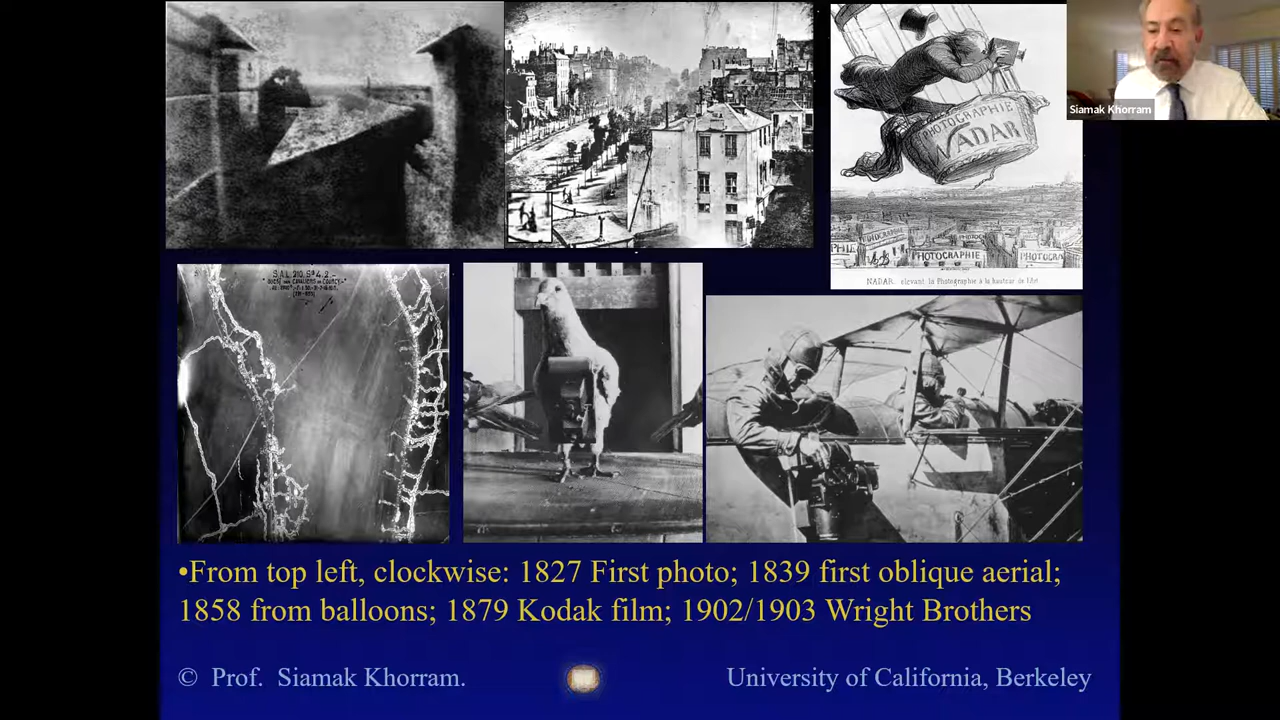 PHOTOGRAPHIE
NADAR
PHOTOGRAPHIE
NADAR. élevant la Photographie à la hauteur de l'Art
Siamak Khorram
•From top left, clockwise: 1827 First photo; 1839 first oblique aerial;
1858 from balloons; 1879 Kodak film; 1902/1903 Wright Brothers
© Prof. Siamak Khorram.
University of California, Berkeley